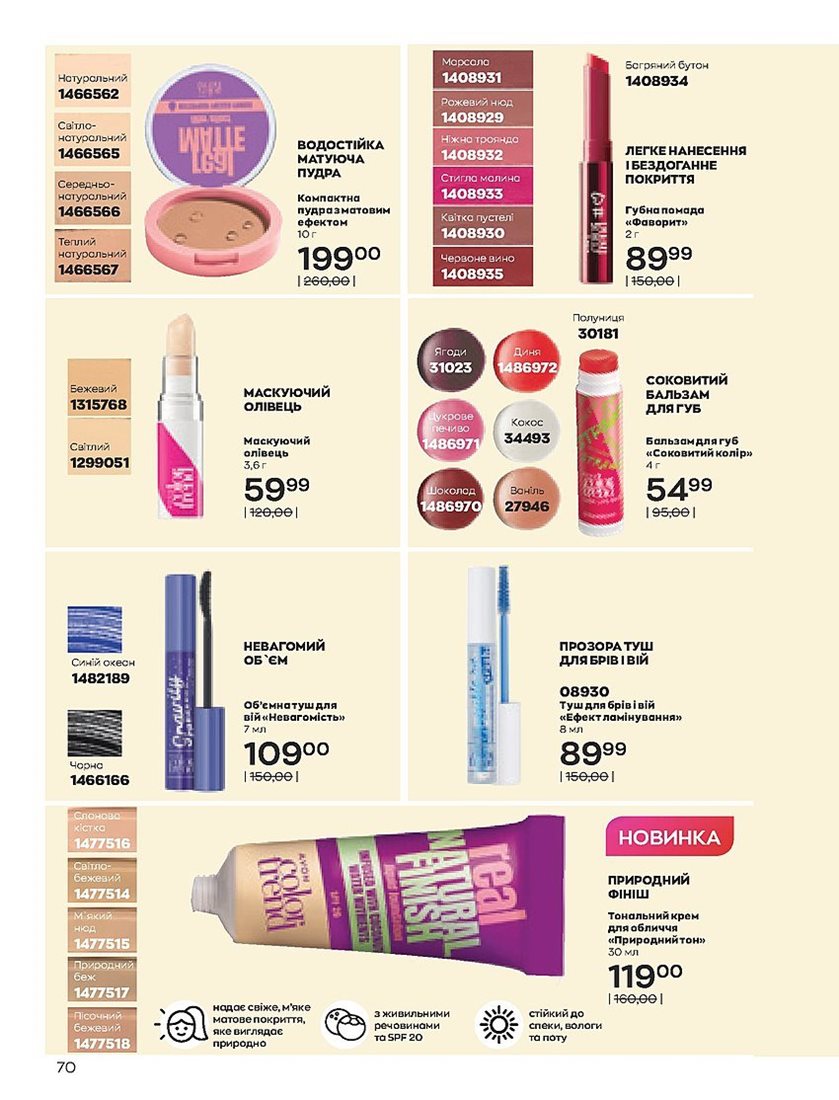 Натуральний
1466562
Світло-
натуральний
1466565
Середньо-
натуральний
1466566
Теплий
натуральний
1466567
real
MATTE
ВОДОСТІЙКА
МАТУЮЧА
ПУДРА
Компактна
пудра з матовим
ефектом
10 г
199 00
|260,00|
Марсала
1408931
Рожевий нюд
1408929
Ніжна троянда
1408932
Стигла малина
1408933
Квітка пустелі
1408930
Червоне вино
1408935
Багряний бутон
1408934
ЛЕГКЕ НАНЕСЕННЯ
І БЕЗДОГАННЕ
ПОКРИТТЯ
Губна помада
«Фаворит»
2 г
89 99
|150,00|
Бежевий
1315768
Світлий
1299051
МАСКУЮЧИЙ
ОЛІВЕЦЬ
Маскуючий
олівець
3,6 г
59 99
|120,00|
Ягоди
31023
Диня
1486972
Цукрове
печиво
1486971
Кокос
34493
Шоколад
1486970
Ваніль
27946
Полуниця
30181
СОКОВИТИЙ
БАЛЬЗАМ
ДЛЯ ГУБ
Бальзам для губ
«Соковитий колір»
4 г
54 99
|95,00|
Синій океан
1482189
Чорна
1466166
НЕВАГОМИЙ
ОБ`ЄМ
Об'ємна туш для
вій «Невагомість»
7 мл
109 00
|150,00|
ПРОЗОРА ТУШ
ДЛЯ БРІВ І ВІЙ
08930
Туш для брів і вій
«Ефект ламінування»
8 мл
89 99
|150,00|
Слонова
кістка
1477516
Світло-
бежевий
1477514
М`який
нюд
1477515
Природний
беж
1477517
Пісочний
бежевий
1477518
AVON
color
trend
SPF 20
real
NATURAL
FINISH
НОВИНКА
ПРИРОДНИЙ
ФІНІШ
Тональний крем
для обличчя
«Природний тон»
30 мл
119 00
|160,00|
надає свіже, м'яке
матове покриття,
яке виглядає
природно
з живильними
речовинами
та SPF 20
стійкий до
спеки, вологи
та поту
70